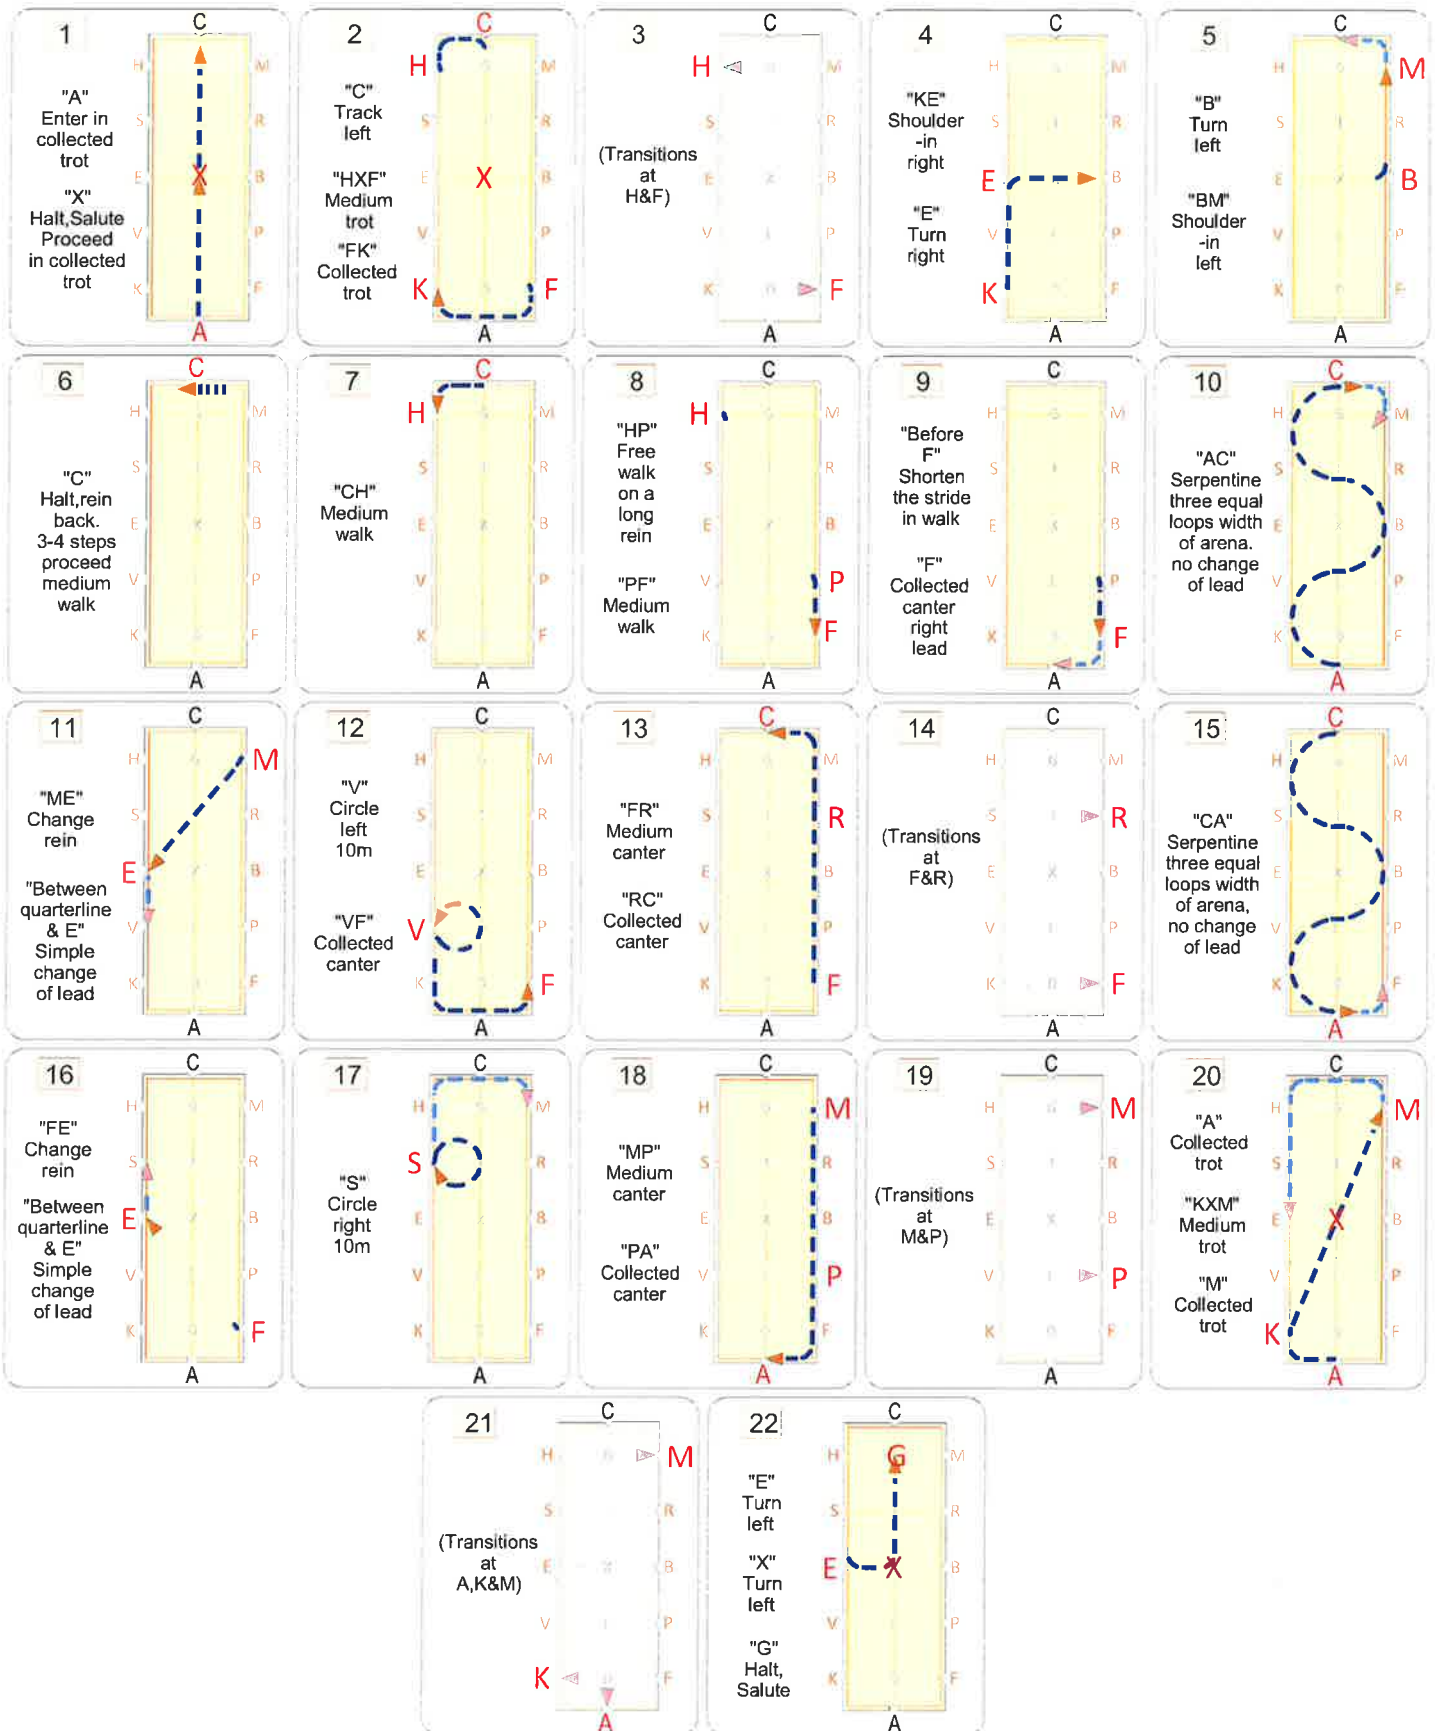 1
"A"
Enter in
collected
trot
"X"
Halt,Salute
Proceed
in collected
trot
C
H M
S R
E X B
V P
K F
A
2
"C"
Track
left
"HXF"
Medium
trot
"FK"
Collected
trot
C
H M
S R
E X B
V P
K F
A
3
(Transitions
at
H&F)
C
H M
S R
E B
V P
K F
A
4
"KE"
Shoulder
-in
right
"E"
Turn
right
C
H M
S R
E B
V P
K F
A
5
"B"
Turn
left
"BM"
Shoulder
-in
left
C
H M
S R
E B
V P
K F
A
6
"C"
Halt,rein
back.
3-4 steps
proceed
medium
walk
C
H M
S R
E B
V P
K F
A
7
"CH"
Medium
walk
C
H M
S R
E B
V P
K F
A
8
"HP"
Free
walk
on a
long
rein
"PF"
Medium
walk
C
H M
S R
E B
V P
K F
A
9
"Before
F"
Shorten
the stride
in walk
"F"
Collected
canter
right
lead
C
H M
S R
E B
V P
K F
A
10
"AC"
Serpentine
three equal
loops width
of arena.
no change
of lead
C
H M
S R
E B
V P
K F
A
11
"ME"
Change
rein
"Between
quarterline
& E"
Simple
change
of lead
C
H M
S R
E B
V P
K F
A
12
"V"
Circle
left
10m
"VF"
Collected
canter
C
H M
S R
E B
V P
K F
A
13
"FR"
Medium
canter
"RC"
Collected
canter
C
H M
S R
E B
V P
K F
A
14
(Transitions
at
F&R)
C
H M
S R
E X B
V P
K F
A
15
"CA"
Serpentine
three equal
loops width
of arena,
no change
of lead
C
H M
S R
E B
V P
K F
A
16
"FE"
Change
rein
"Between
quarterline
& E"
Simple
change
of lead
C
H M
S R
E B
V P
K F
A
17
"S"
Circle
right
10m
C
H M
S R
E B
V P
K F
A
18
"MP"
Medium
canter
"PA"
Collected
canter
C
H M
S R
E B
V P
K F
A
19
(Transitions
at
M&P)
C
H M
S R
E X B
V P
K F
A
20
"A"
Collected
trot
"KXM"
Medium
trot
"M"
Collected
trot
C
H M
S R
E X B
V P
K F
A
21
(Transitions
at
A,K&M)
C
H M
S R
E B
V P
K F
A
22
"E"
Turn
left
"X"
Turn
left
"G"
Halt,
Salute
C
H G M
S R
E X B
V P
K F
A